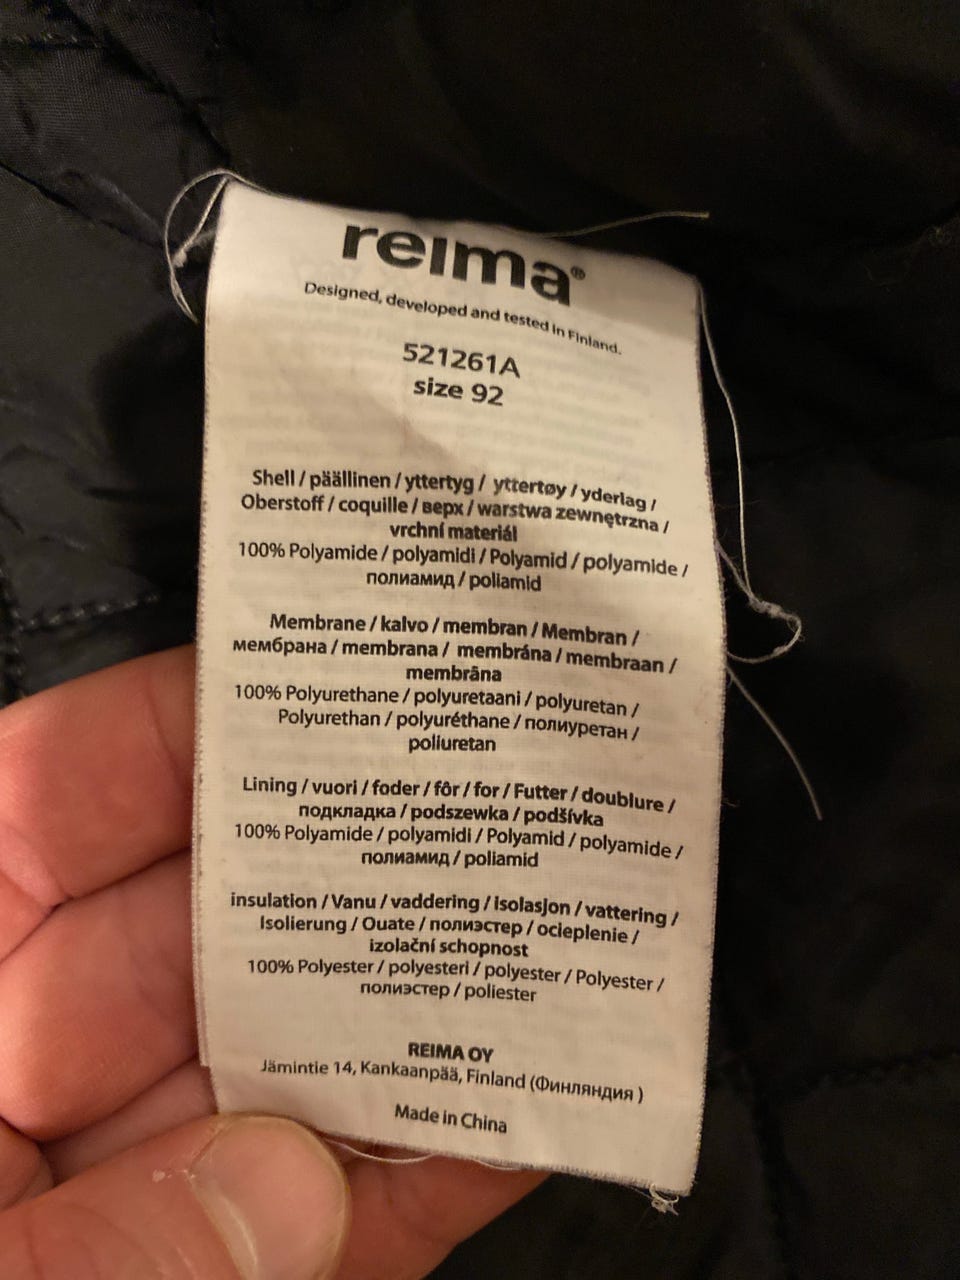 reima®
Designed, developed and tested in Finland.
521261A
size 92
Shell / päällinen / yttertyg / yttertøy / yderlag /
Oberstoff / coquille / верх / warstwa zewnętrzna /
vrchní materiál
100% Polyamide / polyamidi / Polyamid / polyamide /
полиамид / poliamid
Membrane / kalvo / membran / Membran /
мембрана / membrana / membrána / membraan /
membrāna
100% Polyurethane / polyuretaani / polyuretan /
Polyurethan / polyuréthane / полиуретан /
poliuretan
Lining / vuori / foder / fôr / for / Futter / doublure /
подкладка / podszewka / podšívka
100% Polyamide / polyamidi / Polyamid / polyamide /
полиамид / poliamid
insulation / Vanu / vaddering / Isolasjon / vattering /
Isolierung / Ouate / полиэстер / ocieplenie /
izolační schopnost
100% Polyester / polyesteri / polyester / Polyester /
полиэстер / poliester
REIMA OY
Jämintie 14, Kankaanpää, Finland (Финляндия )
Made in China